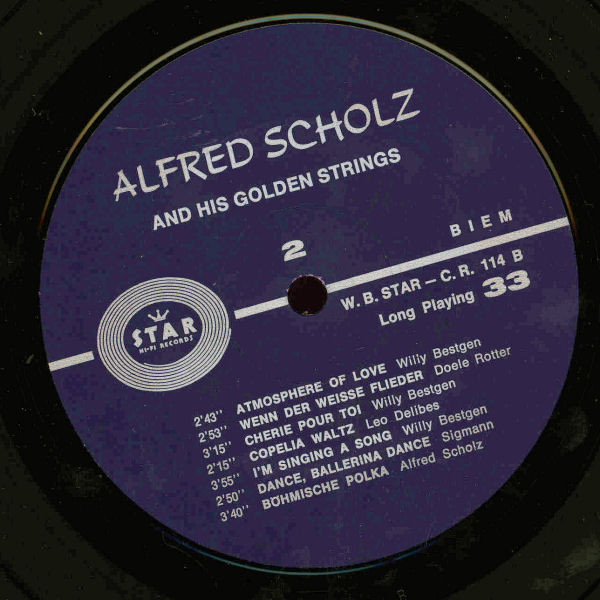 ALFRED SCHOLZ
AND HIS GOLDEN STRINGS
2
B I E M
W. B. STAR – C. R. 114 B
Long Playing 33
STAR
HI-FI RECORDS
2'43'' ATMOSPHERE OF LOVE Willy Bestgen
2'53'' WENN DER WEISSE FLIEDER Doele Rotter
3'15'' CHERIE POUR TOI Willy Bestgen
2'15'' COPELIA WALTZ Leo Delibes
3'55'' I'M SINGING A SONG Willy Bestgen
2'50'' DANCE, BALLERINA DANCE Sigmann
3'40'' BÖHMISCHE POLKA Alfred Scholz